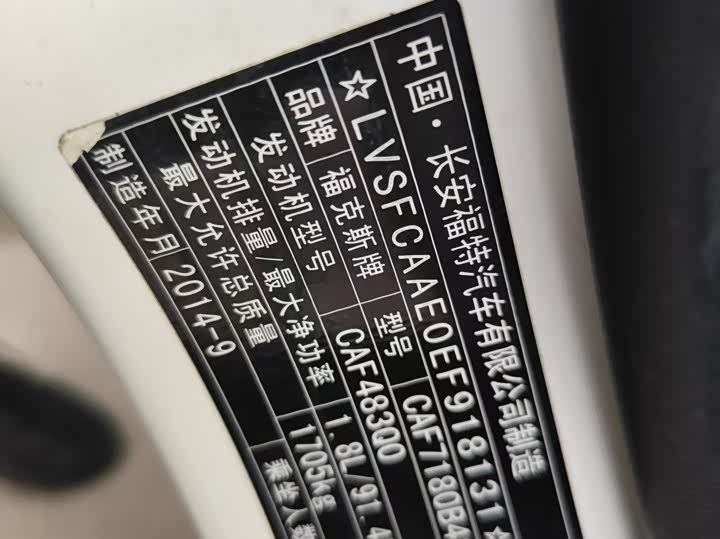 中国·长安福特汽车有限公司制造
☆LVSFCAAE0EF918131☆
品牌 福克斯牌 型号 CAF7180B4
发动机型号 CAF483Q0
发动机排量/最大净功率 1.8L/91.4
最大允许总质量 1705kg
制造年月 2014-9 乘坐人数